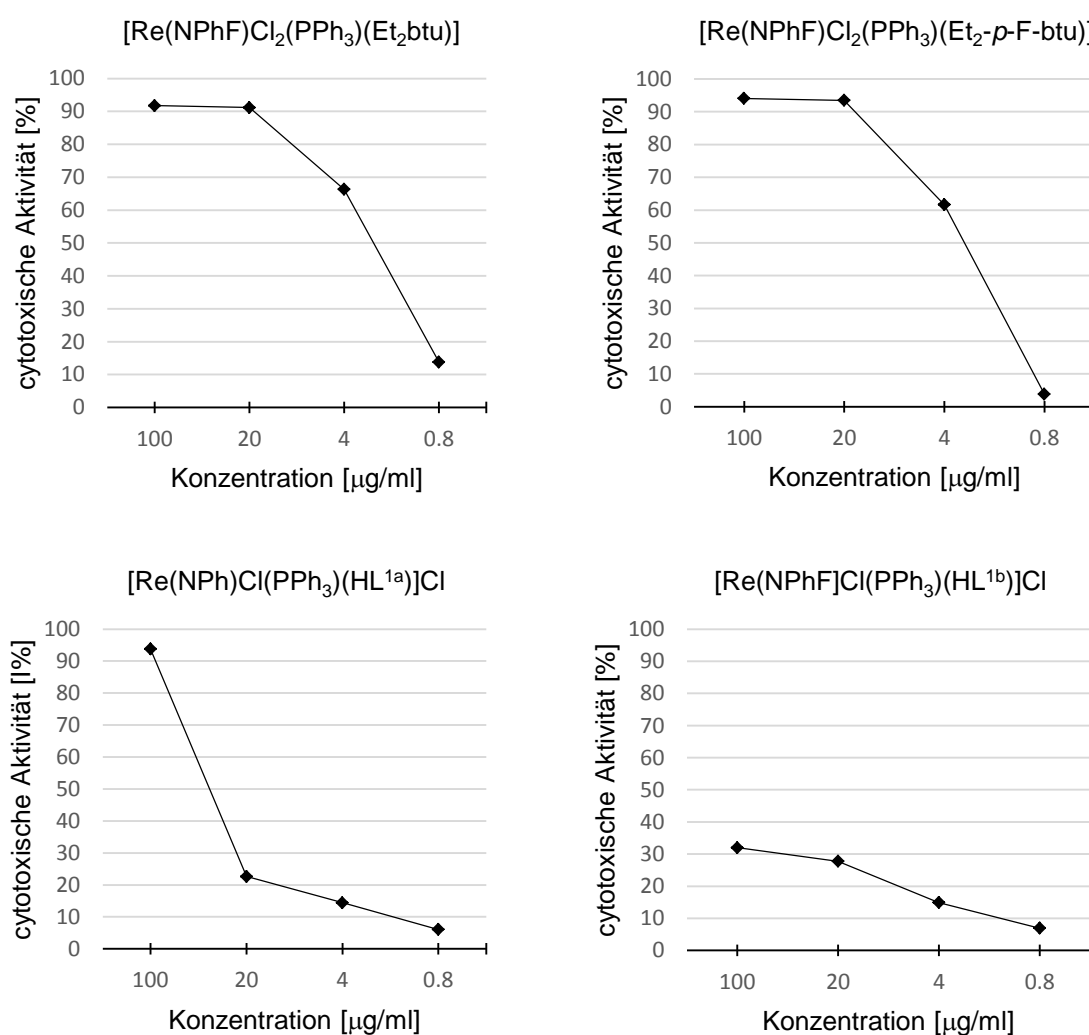 [Re(NPhF)Cl₂(PPh₃)(Et₂btu)]
cytotoxische Aktivität [%]
100
90
80
70
60
50
40
30
20
10
0
100 20 4 0.8
Konzentration [μg/ml]
[Re(NPhF)Cl₂(PPh₃)(Et₂-p-F-btu)]
cytotoxische Aktivität [%]
100
90
80
70
60
50
40
30
20
10
0
100 20 4 0.8
Konzentration [μg/ml]
[Re(NPh)Cl(PPh₃)(HL¹ᵃ)]Cl
cytotoxische Aktivität [I%]
100
90
80
70
60
50
40
30
20
10
0
100 20 4 0.8
Konzentration [μg/ml]
[Re(NPhF]Cl(PPh₃)(HL¹ᵇ)]Cl
cytotoxische Aktivität [%]
100
90
80
70
60
50
40
30
20
10
0
100 20 4 0.8
Konzentration [μg/ml]